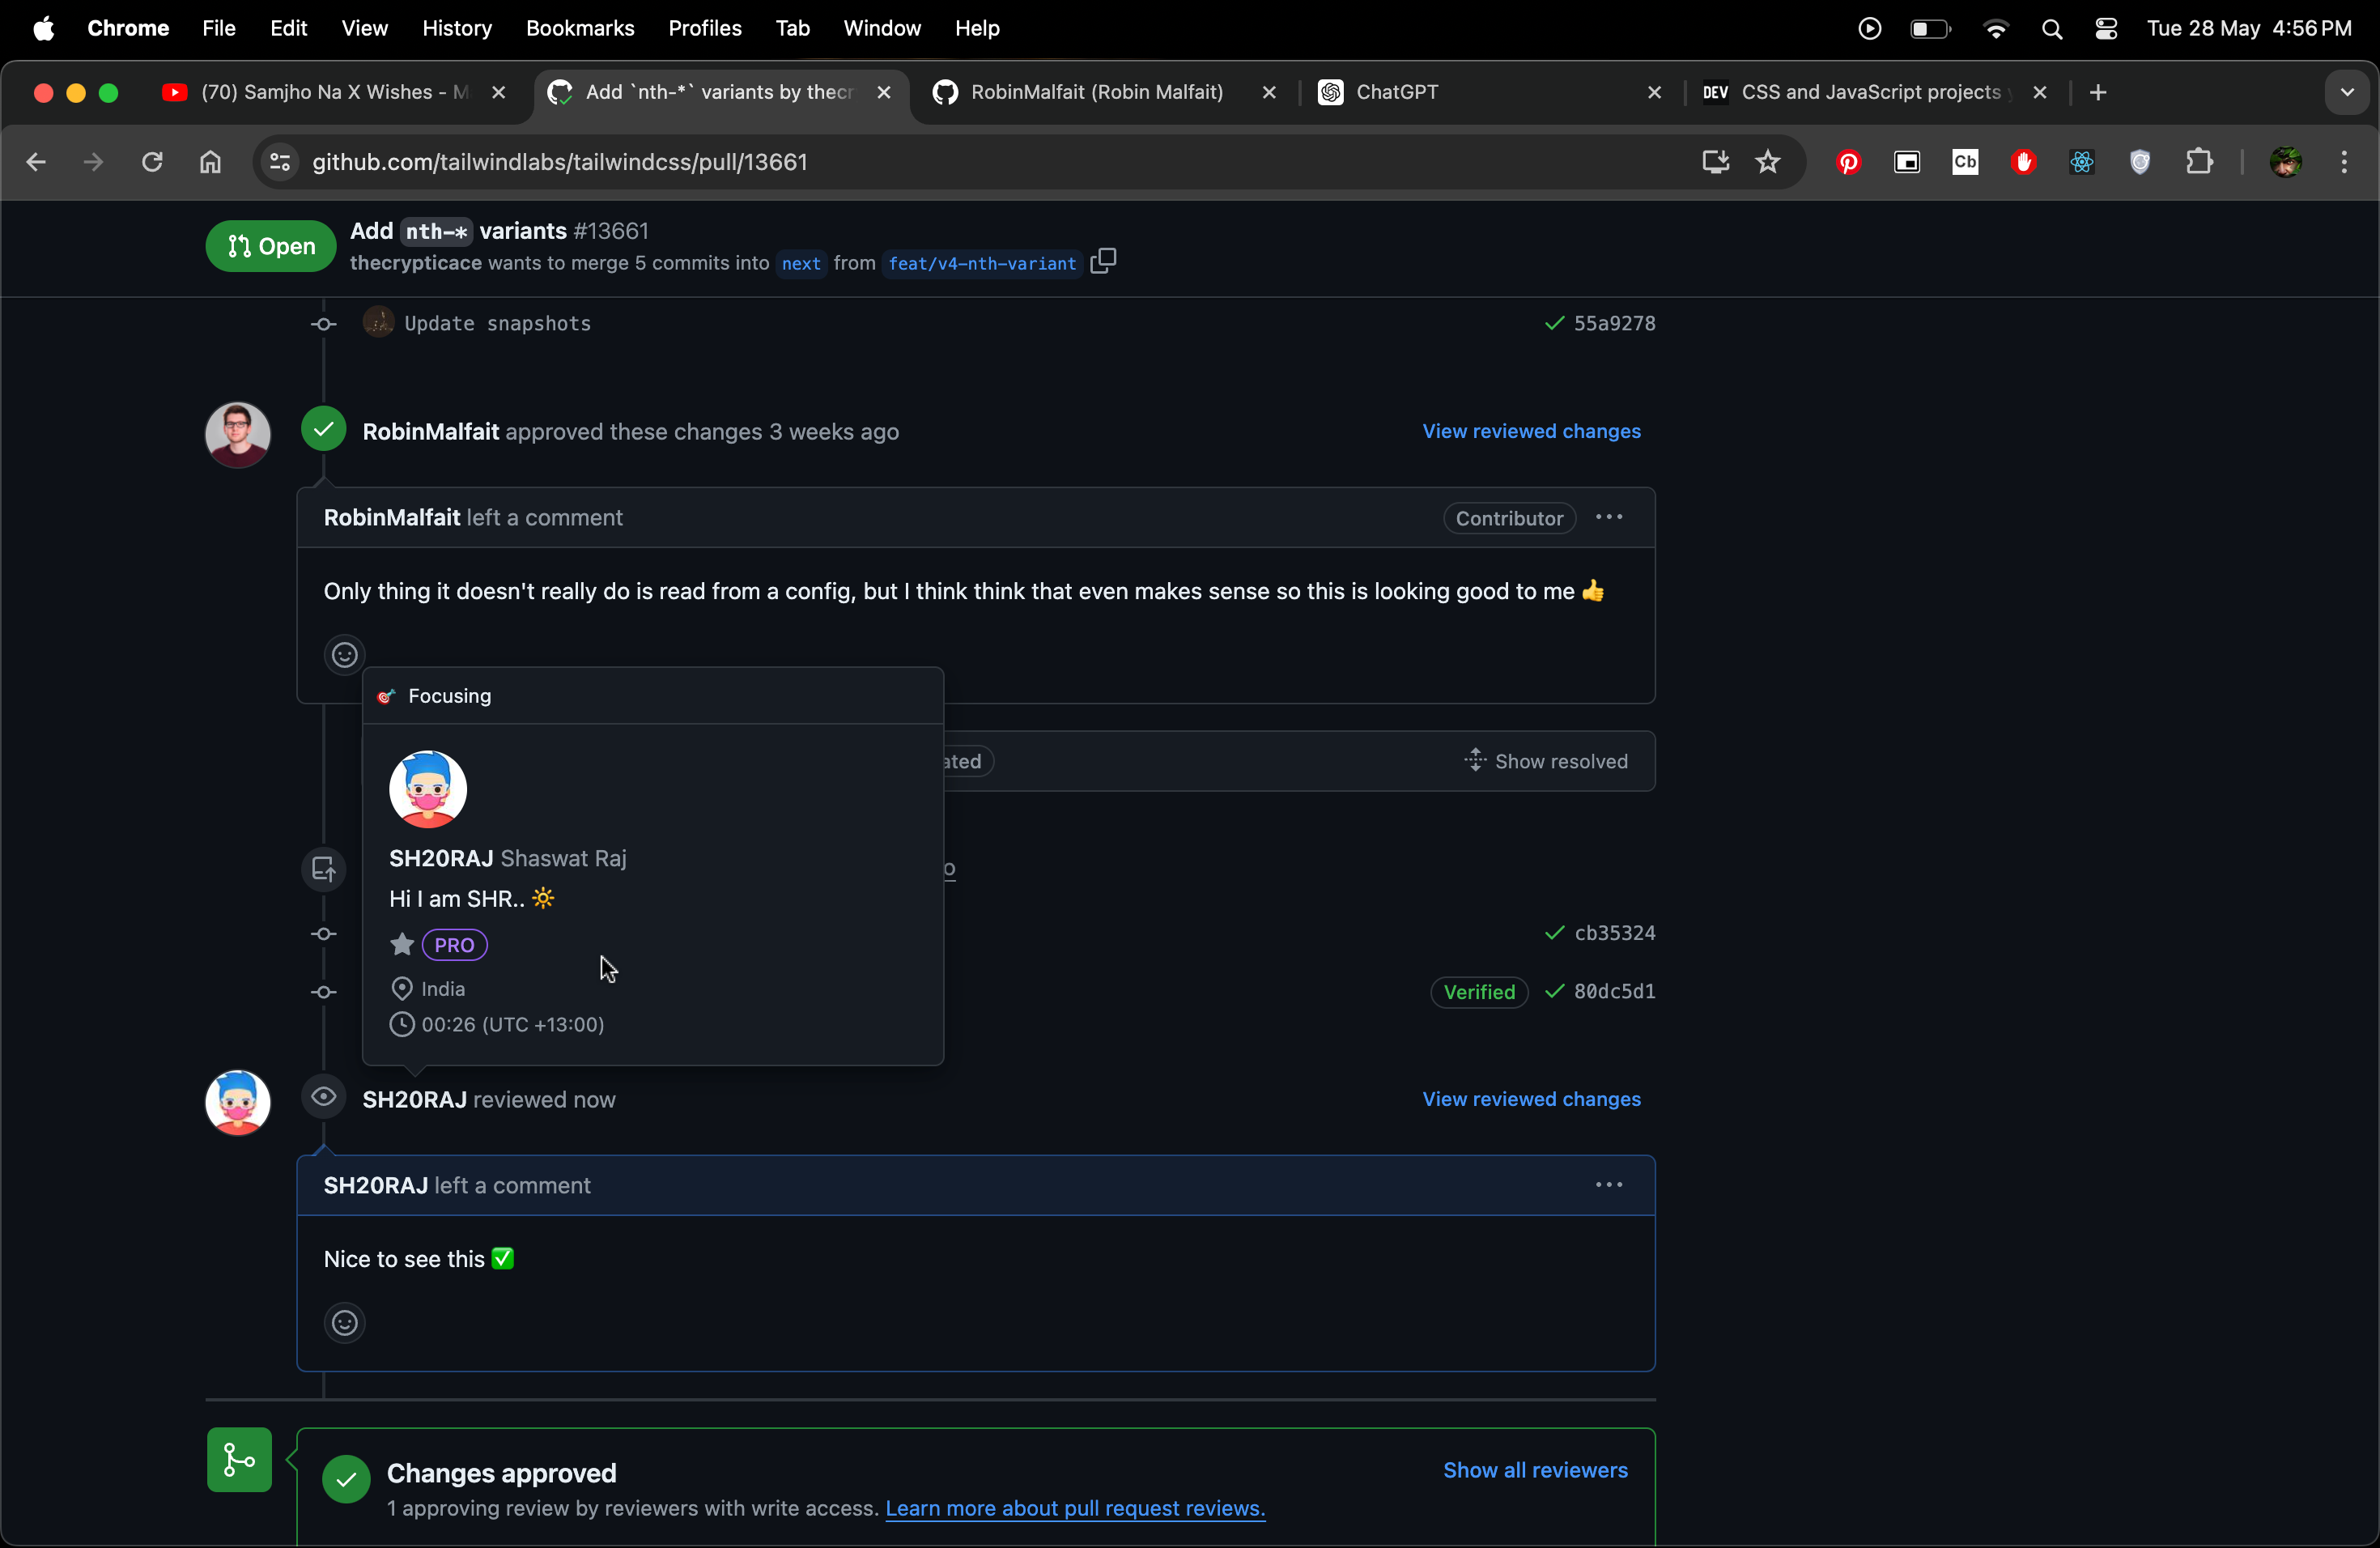 Chrome File Edit View History Bookmarks Profiles Tab Window Help Tue 28 May 4:56 PM
(70) Samjho Na X Wishes - M Add `nth-*` variants by thecr RobinMalfait (Robin Malfait) ChatGPT DEV CSS and JavaScript projects
github.com/tailwindlabs/tailwindcss/pull/13661 Cb
Open Add nth-* variants #13661
thecrypticace wants to merge 5 commits into next from feat/v4-nth-variant
Update snapshots 55a9278
RobinMalfait approved these changes 3 weeks ago View reviewed changes
RobinMalfait left a comment Contributor
Only thing it doesn't really do is read from a config, but I think think that even makes sense so this is looking good to me 👍
🎯 Focusing
ated Show resolved
SH20RAJ Shaswat Raj
o
Hi I am SHR.. 🔆
PRO cb35324
India Verified 80dc5d1
00:26 (UTC +13:00)
SH20RAJ reviewed now View reviewed changes
SH20RAJ left a comment
Nice to see this ✅
Changes approved Show all reviewers
1 approving review by reviewers with write access. Learn more about pull request reviews.